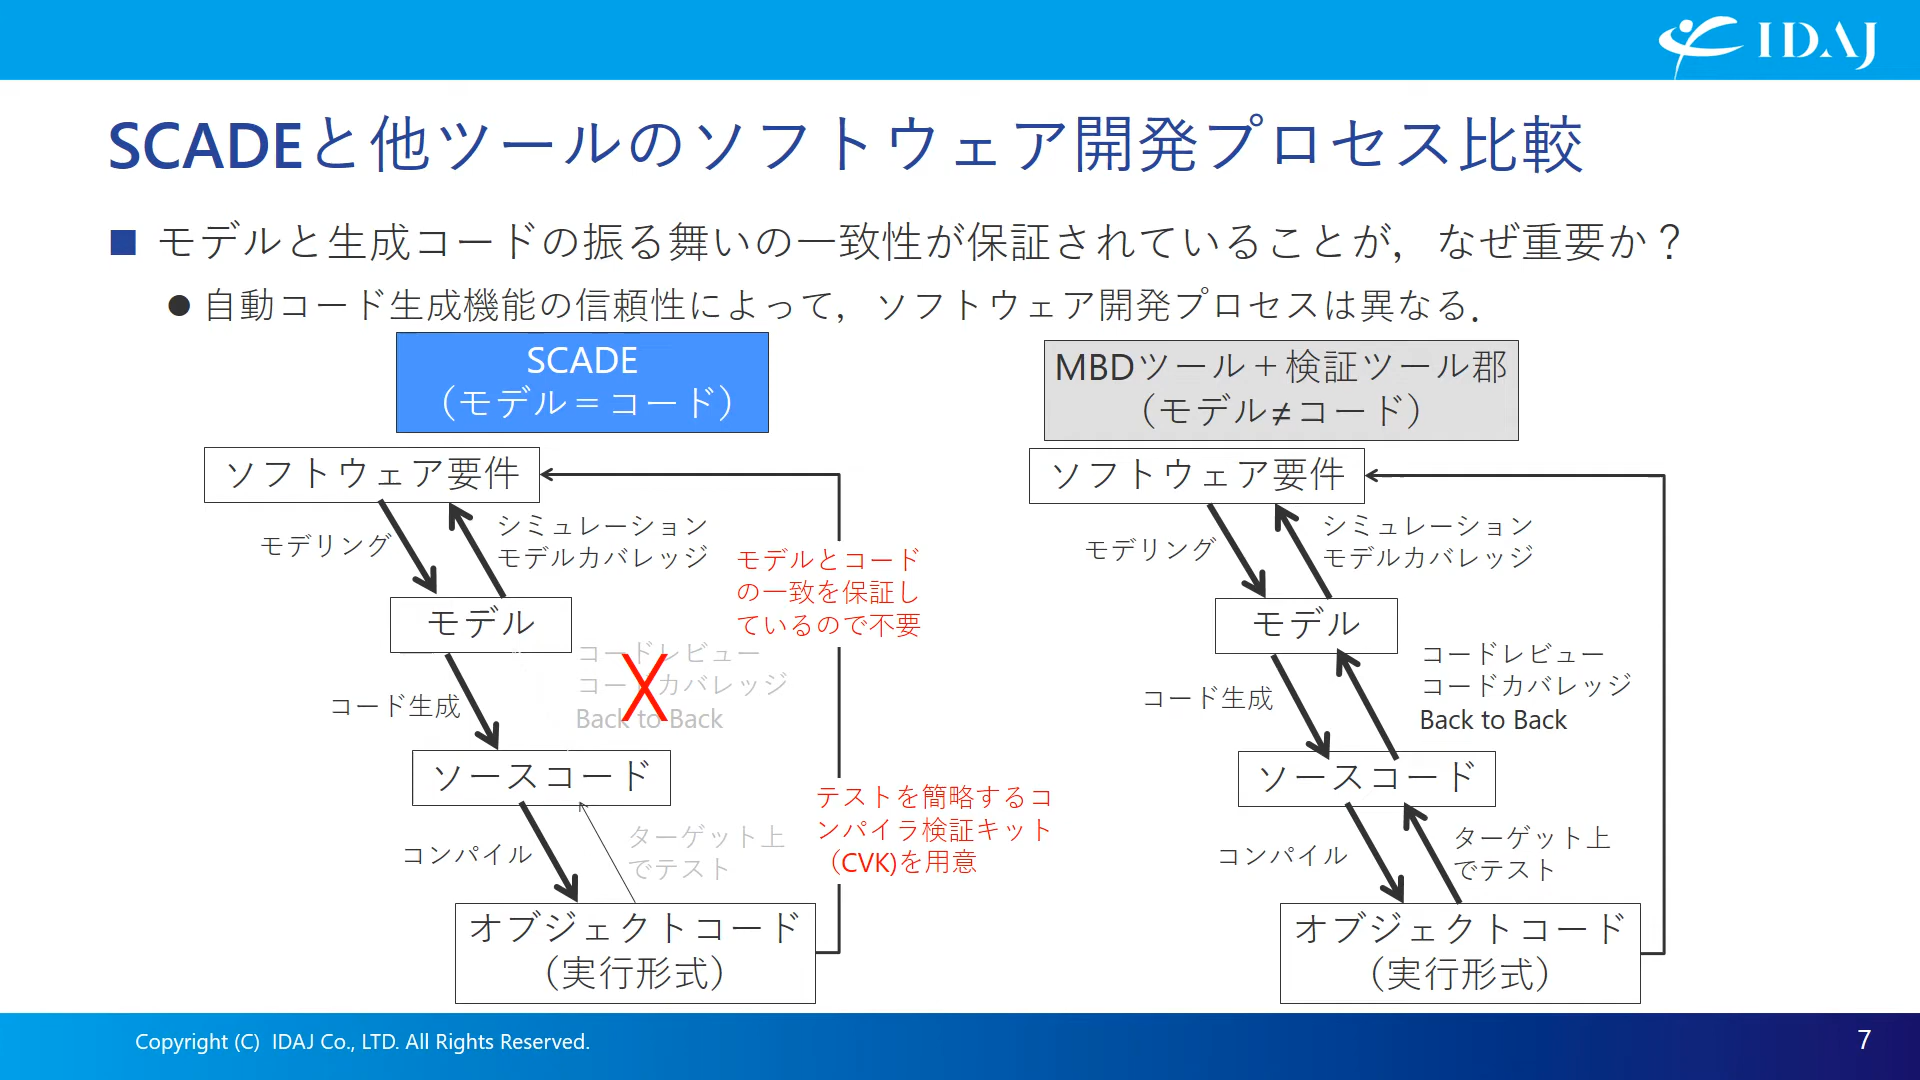 IDAJ
SCADEと他ツールのソフトウェア開発プロセス比較
モデルと生成コードの振る舞いの一致性が保証されていることが，なぜ重要か？
自動コード生成機能の信頼性によって，ソフトウェア開発プロセスは異なる．
SCADE
（モデル＝コード）
ソフトウェア要件
モデリング
シミュレーション
モデルカバレッジ
モデルとコード
の一致を保証し
ているので不要
モデル
コードレビュー
コードカバレッジ
Back to Back
X
コード生成
ソースコード
テストを簡略するコ
ンパイラ検証キット
（CVK)を用意
コンパイル
ターゲット上
でテスト
オブジェクトコード
（実行形式）
MBDツール＋検証ツール郡
（モデル≠コード）
ソフトウェア要件
モデリング
シミュレーション
モデルカバレッジ
モデル
コードレビュー
コードカバレッジ
Back to Back
コード生成
ソースコード
コンパイル
ターゲット上
でテスト
オブジェクトコード
（実行形式）
Copyright (C)  IDAJ Co., LTD. All Rights Reserved.
7